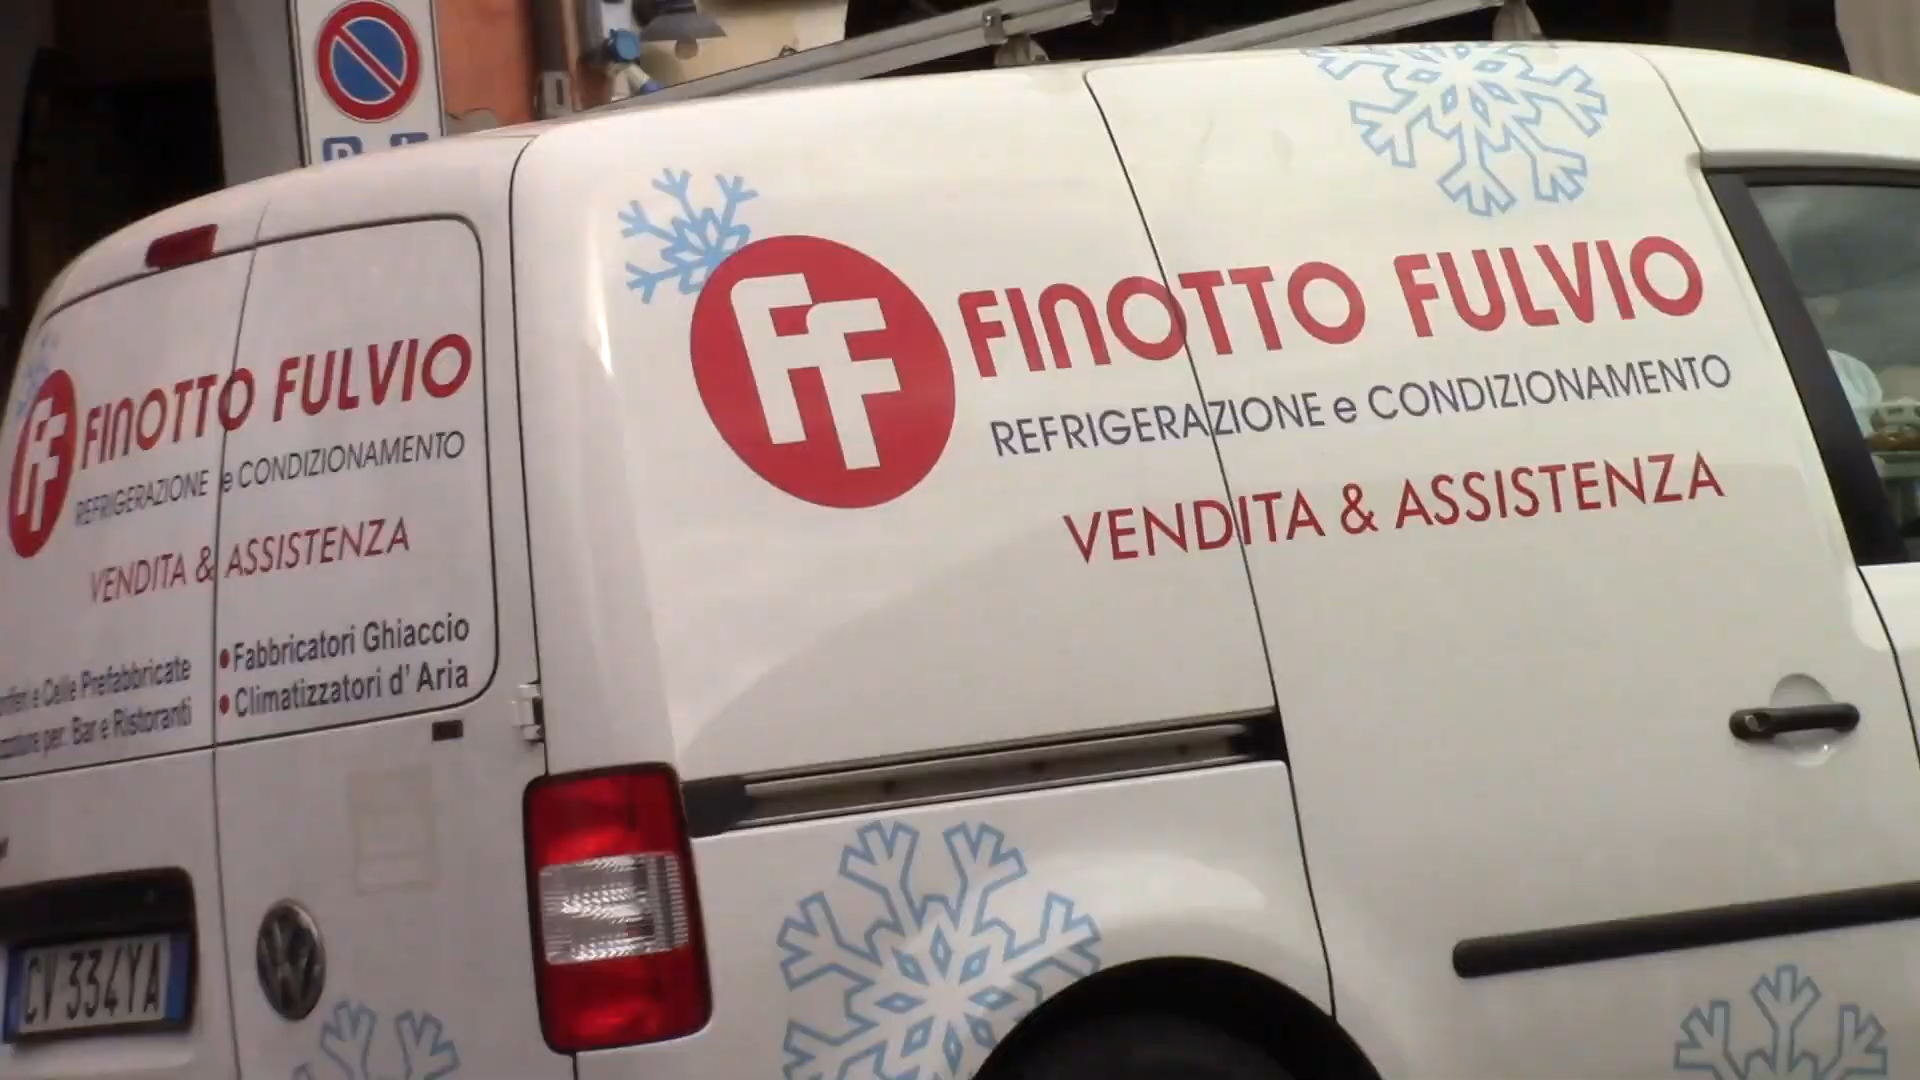 FINOTTO FULVIO
REFRIGERAZIONE e CONDIZIONAMENTO
VENDITA & ASSISTENZA
e Celle Prefabbricate
per: Bar e Ristoranti
•Fabbricatori Ghiaccio
•Climatizzatori d' Aria
CV 334YA
FF
FINOTTO FULVIO
REFRIGERAZIONE e CONDIZIONAMENTO
VENDITA & ASSISTENZA